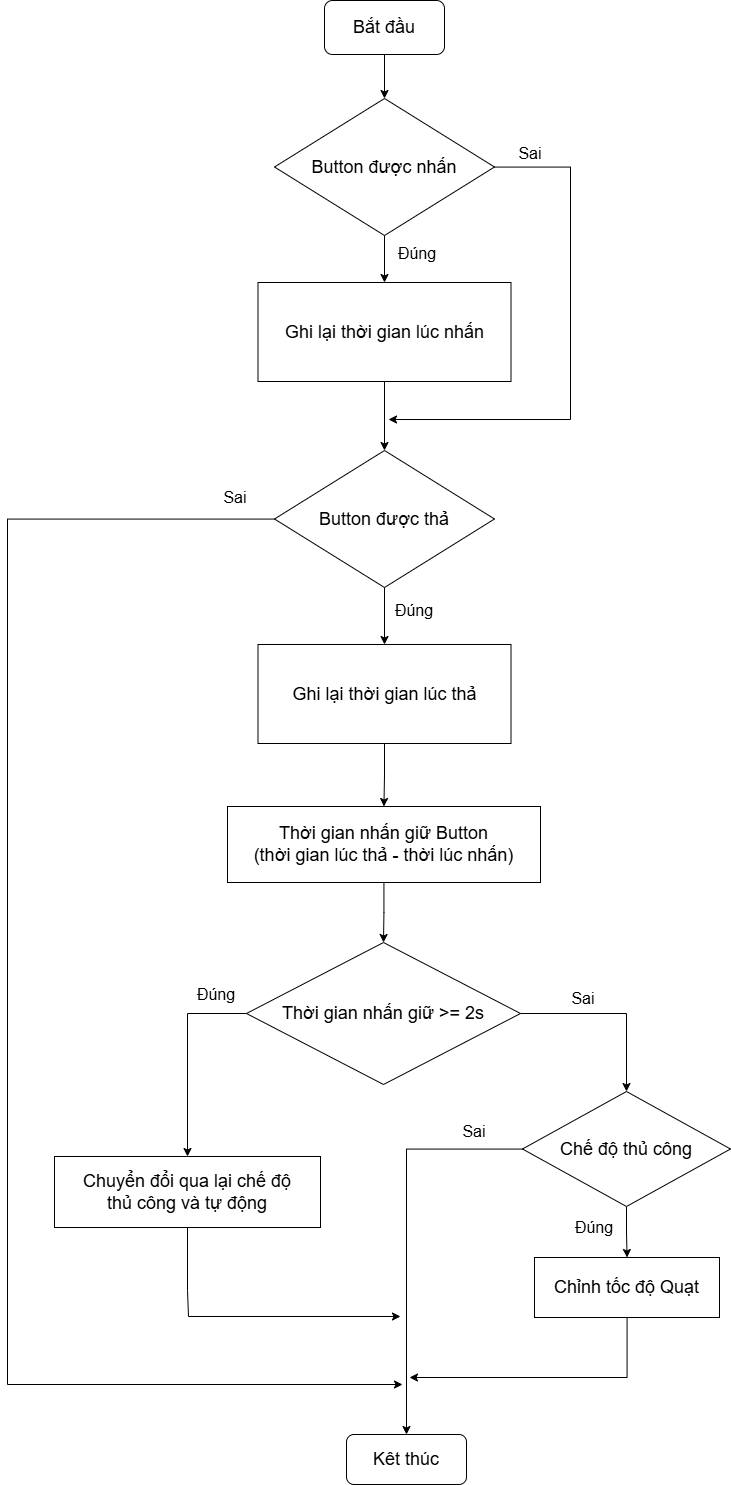 Bắt đầu
Button được nhấn
Sai
Đúng
Ghi lại thời gian lúc nhấn
Sai
Button được thả
Đúng
Ghi lại thời gian lúc thả
Thời gian nhấn giữ Button
(thời gian lúc thả - thời lúc nhấn)
Đúng
Thời gian nhấn giữ >= 2s
Sai
Sai
Chế độ thủ công
Chuyển đổi qua lại chế độ
thủ công và tự động
Đúng
Chỉnh tốc độ Quạt
Kêt thúc